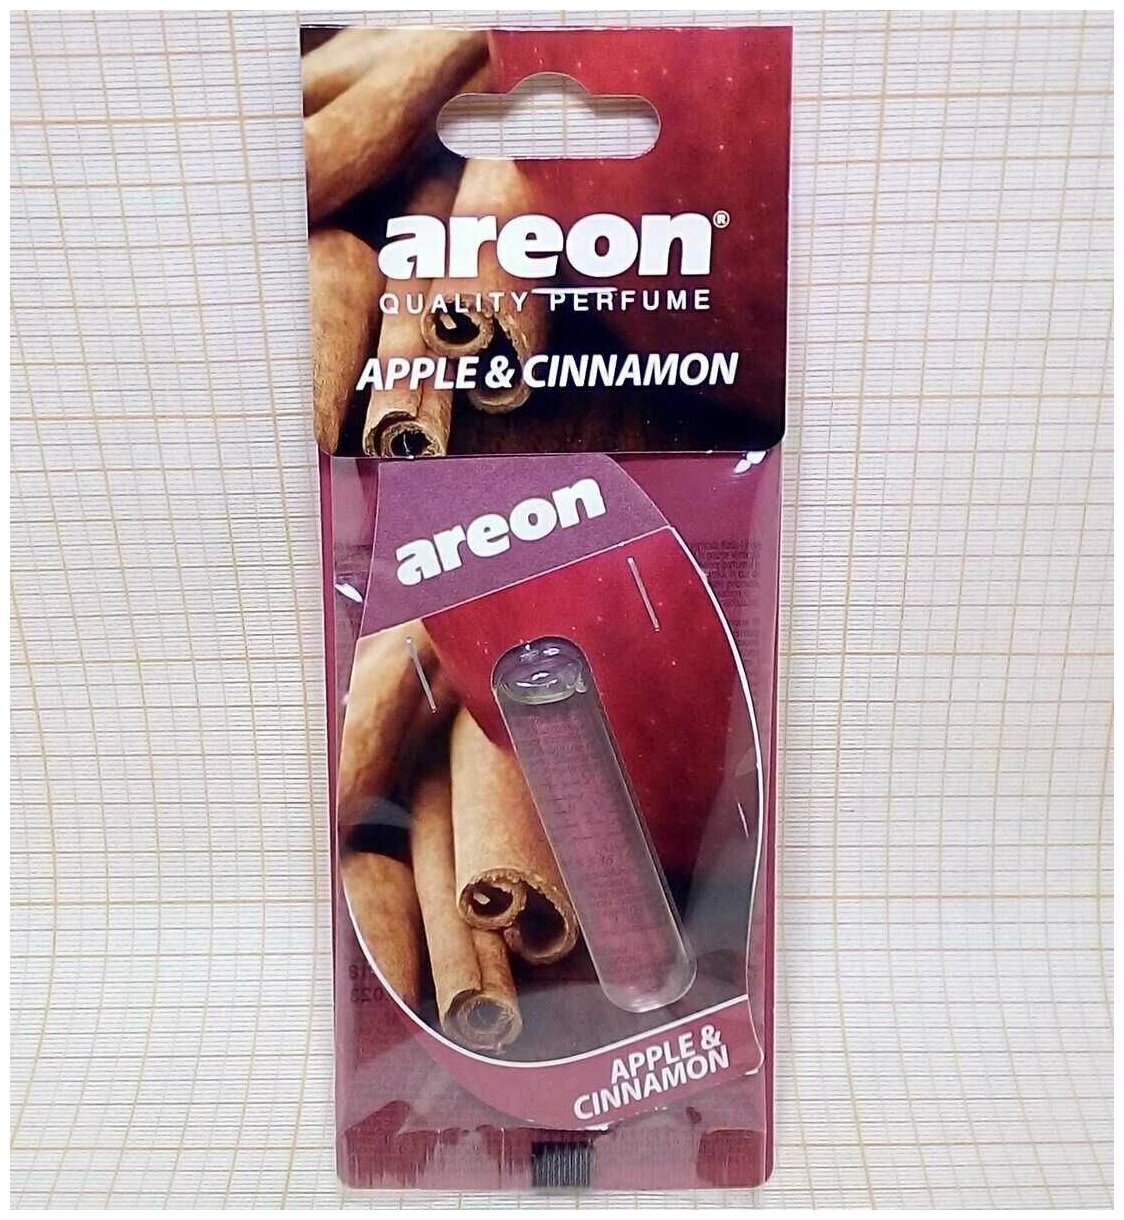 areon®
QUALITY PERFUME
APPLE & CINNAMON
areon
APPLE &
CINNAMON